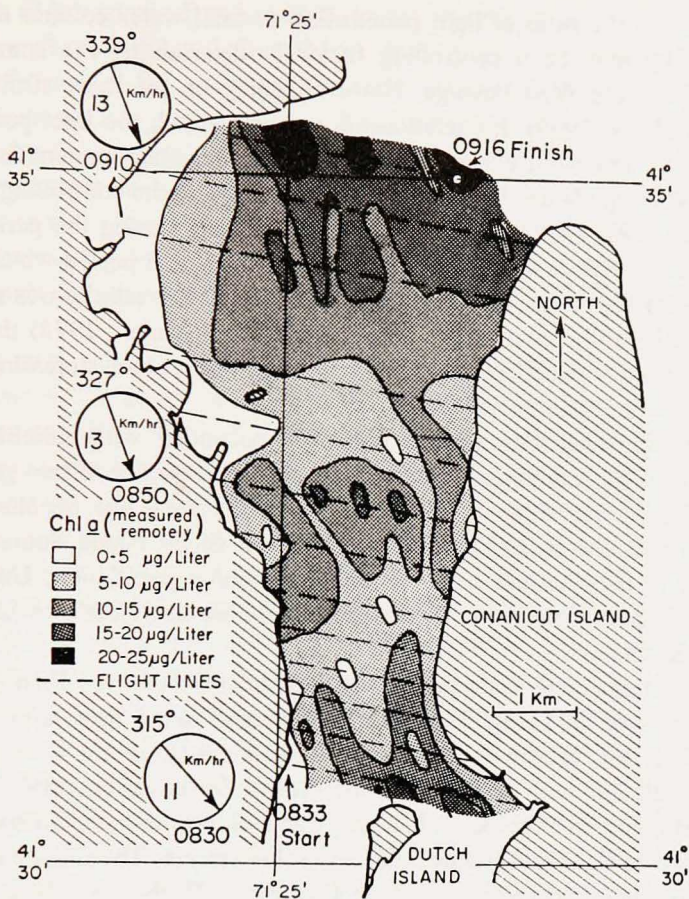 71° 25'
339°
13 Km/hr
0910
0916 Finish
41° 35'
41° 35'
NORTH
327°
13 Km/hr
0850
Chl a (measured remotely)
0-5 µg/Liter
5-10 µg/Liter
10-15 µg/Liter
15-20 µg/Liter
20-25 µg/Liter
FLIGHT LINES
CONANICUT ISLAND
1 Km
315°
11 Km/hr
0830
0833
Start
41° 30'
71° 25'
DUTCH
ISLAND
41° 30'